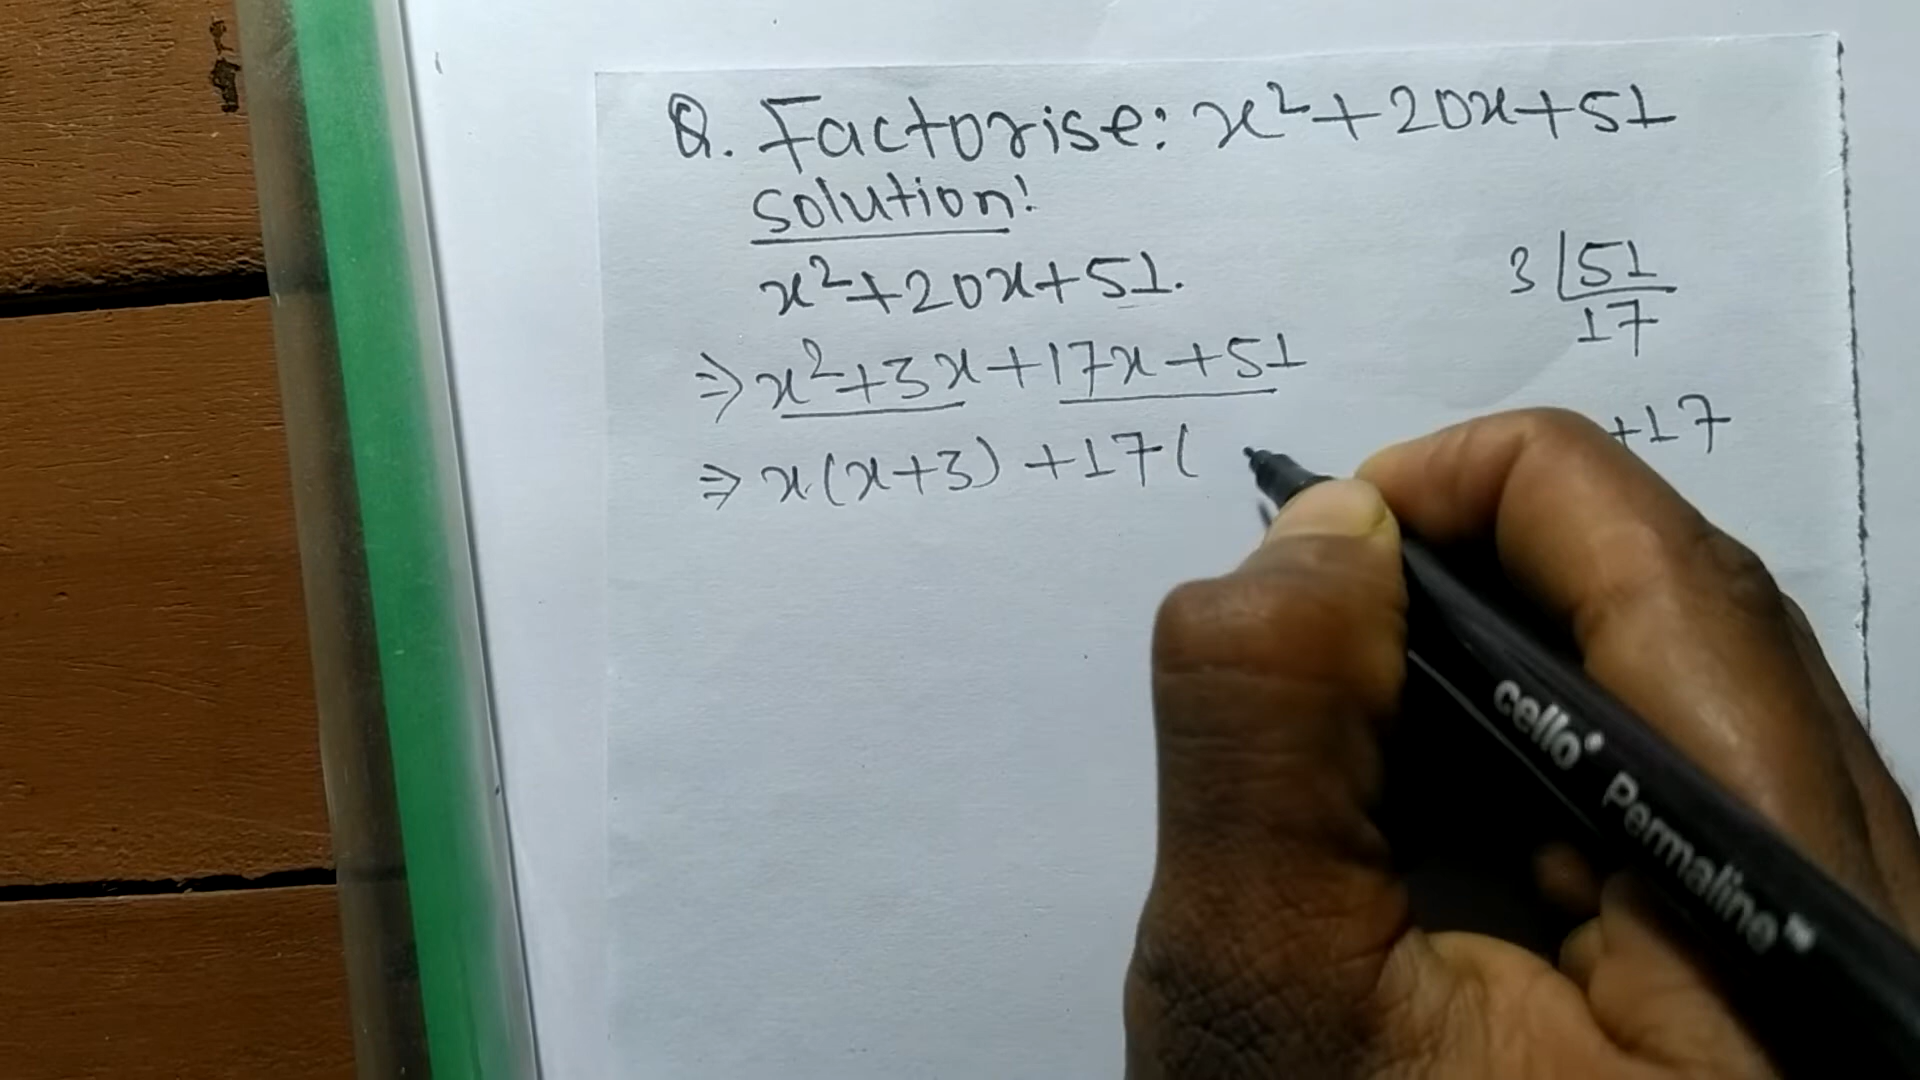 Q. Factorise: x²+20x+51
Solution:
x²+20x+51.
⇒ x²+3x+17x+51
⇒ x(x+3)+17(
3 51
17
+17
cello Permaline™